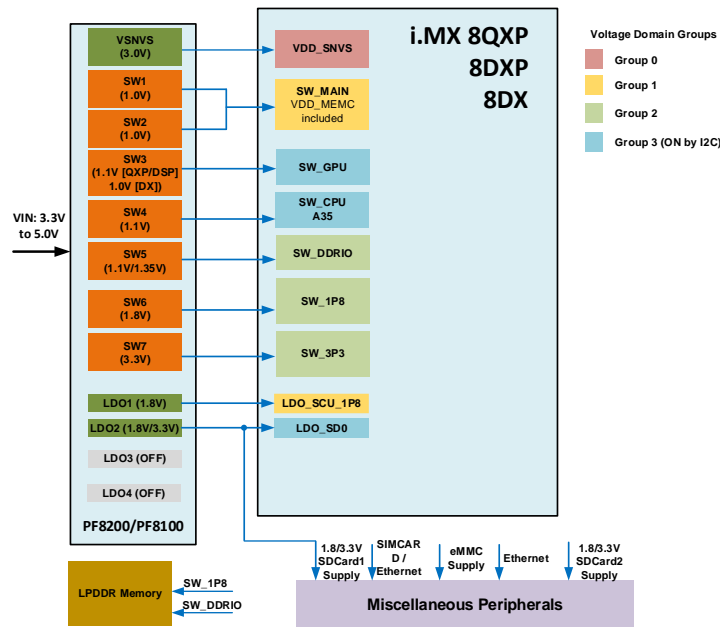 VSNVS
(3.0V)
SW1
(1.0V)
SW2
(1.0V)
SW3
(1.1V [QXP/DSP]
1.0V [DX])
SW4
(1.1V)
SW5
(1.1V/1.35V)
SW6
(1.8V)
SW7
(3.3V)
LDO1 (1.8V)
LDO2 (1.8V/3.3V)
LDO3 (OFF)
LDO4 (OFF)
PF8200/PF8100
VIN: 3.3V
to 5.0V
VDD_SNVS
SW_MAIN
VDD_MEMC
included
SW_GPU
SW_CPU
A35
SW_DDRIO
SW_1P8
SW_3P3
LDO_SCU_1P8
LDO_SD0
i.MX 8QXP
8DXP
8DX
Voltage Domain Groups
Group 0
Group 1
Group 2
Group 3 (ON by I2C)
LPDDR Memory
SW_1P8
SW_DDRIO
1.8/3.3V
SDCard1
Supply
SIMCAR
D /
Ethernet
eMMC
Supply
Ethernet
1.8/3.3V
SDCard2
Supply
Miscellaneous Peripherals